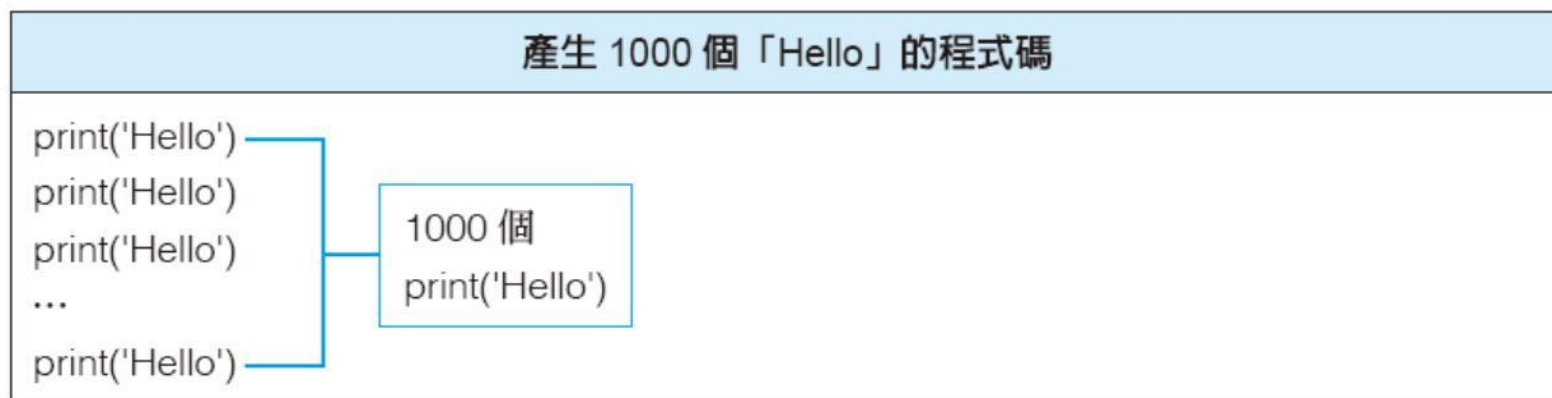 產生 1000 個「Hello」的程式碼
print('Hello')
print('Hello')
print('Hello')
...
print('Hello')
1000 個
print('Hello')